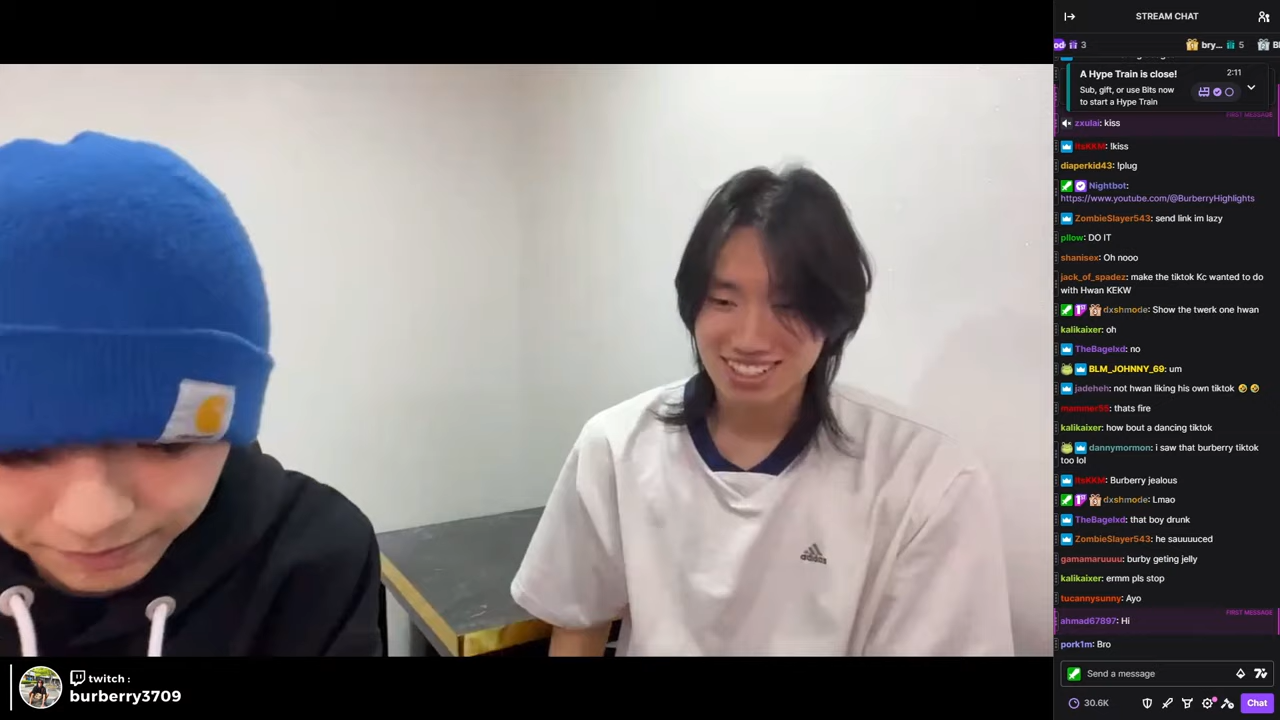 STREAM CHAT
3
bry... 5
A Hype Train is close!
2:11
Sub, gift, or use Bits now
to start a Hype Train
FIRST MESSAGE
zxulai: kiss
ItsKKM: !kiss
diaperkid43: !plug
Nightbot:
https://www.youtube.com/@BurberryHighlights
ZombieSlayer543: send link im lazy
pllow: DO IT
shanisex: Oh nooo
jack_of_spadez: make the tiktok Kc wanted to do
with Hwan KEKW
dxshmode: Show the twerk one hwan
kalikaixer: oh
TheBagelxd: no
BLM_JOHNNY_69: um
jadeheh: not hwan liking his own tiktok 🤣 🤣
mammer55: thats fire
kalikaixer: how bout a dancing tiktok
dannymormon: i saw that burberry tiktok
too lol
ItsKKM: Burberry jealous
dxshmode: Lmao
TheBagelxd: that boy drunk
ZombieSlayer543: he sauuuuced
gamamaruuuu: burby geting jelly
kalikaixer: ermm pls stop
tucannysunny: Ayo
FIRST MESSAGE
ahmad67897: Hi
pork1m: Bro
Send a message
30.6K
Chat
adidas
twitch :
burberry3709